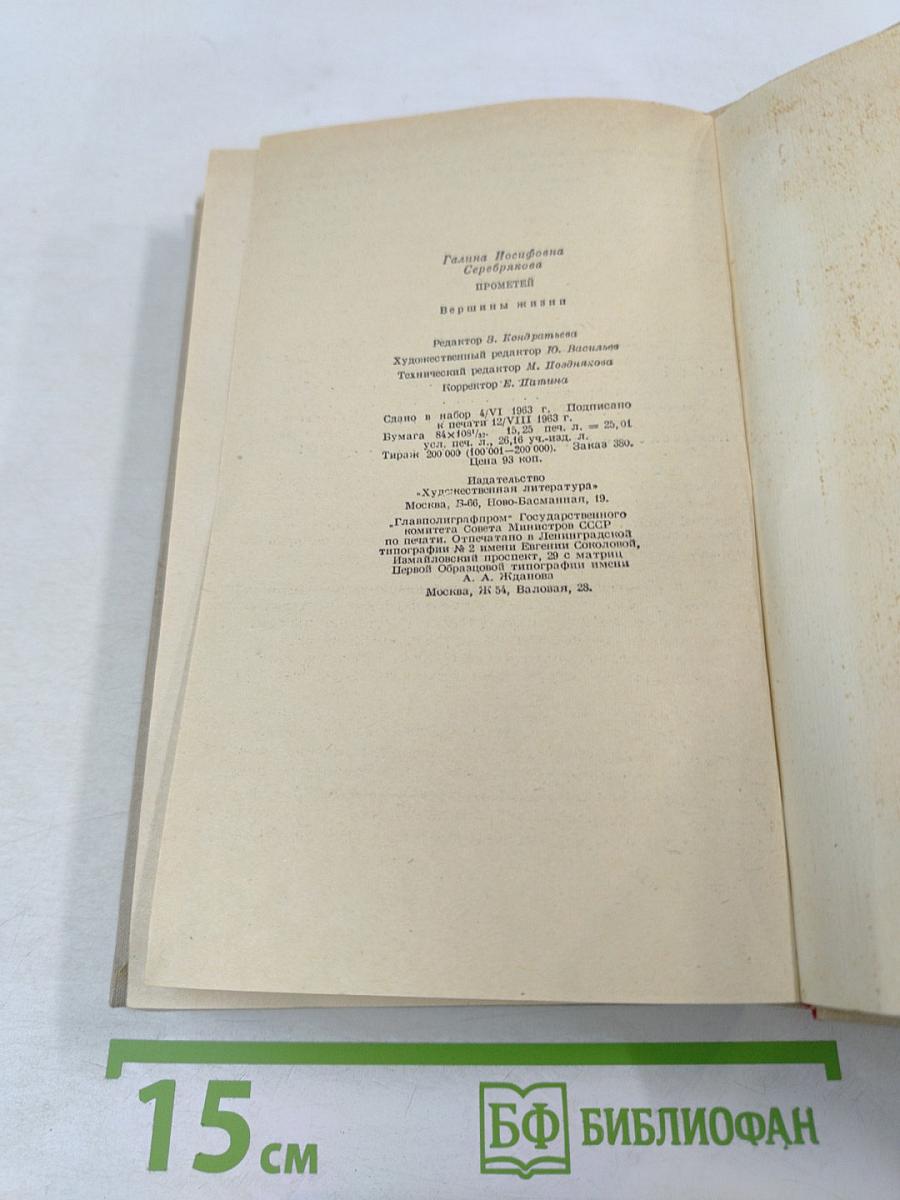 Галина Иосифовна
Серебрякова
ПРОМЕТЕЙ
Вершины жизни
Редактор З. Кондратьева
Художественный редактор Ю. Васильев
Технический редактор М. Позднякова
Корректор Е. Патина
Сдано в набор 4/VI 1963 г. Подписано
к печати 12/VIII 1963 г.
Бумага 84×108¹/₃₂. 15,25 печ. л. = 25,01
усл. печ. л., 26,16 уч.-изд. л.
Тираж 200 000 (100 001—200 000). Заказ 380.
Цена 93 коп.
Издательство
«Художественная литература»
Москва, Б-66, Ново-Басманная, 19.
„Главполиграфпром" Государственного
комитета Совета Министров СССР
по печати. Отпечатано в Ленинградской
типографии № 2 имени Евгении Соколовой,
Измайловский проспект, 29 с матриц
Первой Образцовой типографии имени
А. А. Жданова
Москва, Ж 54, Валовая, 28.
15 см
БФ БИБЛИОФАН